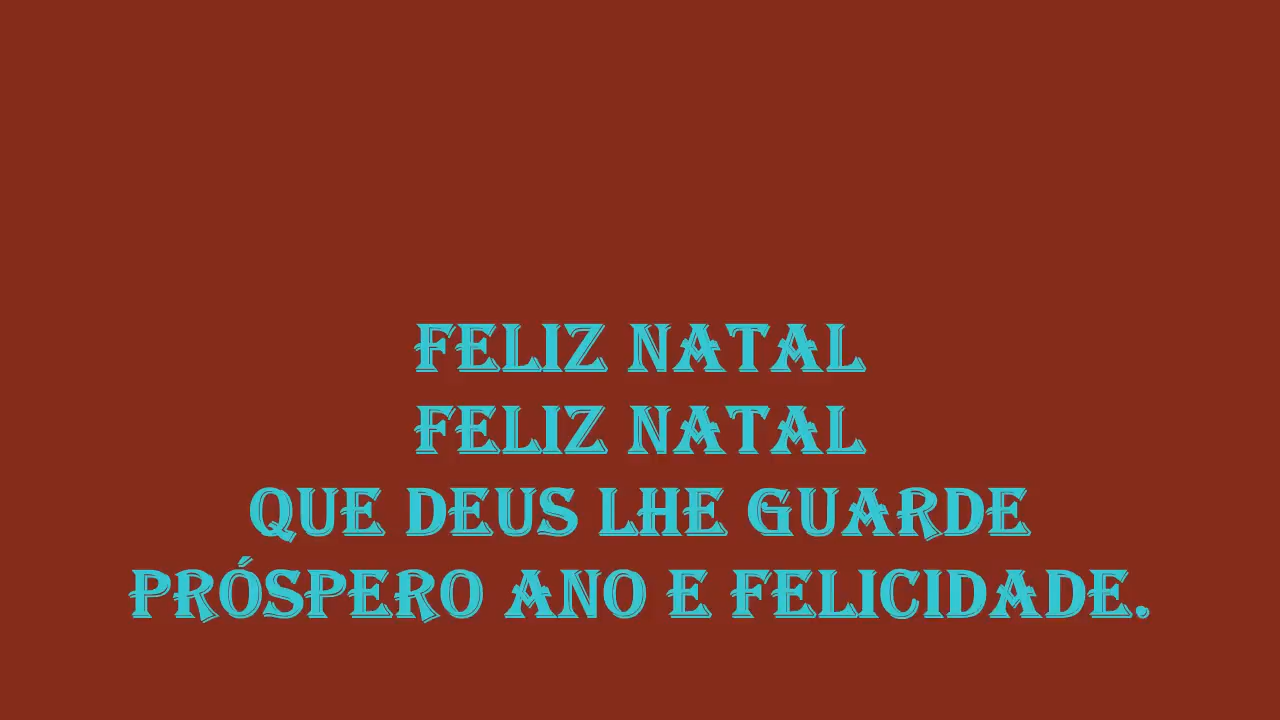 FELIZ NATAL
FELIZ NATAL
QUE DEUS LHE GUARDE
PRÓSPERO ANO E FELICIDADE.